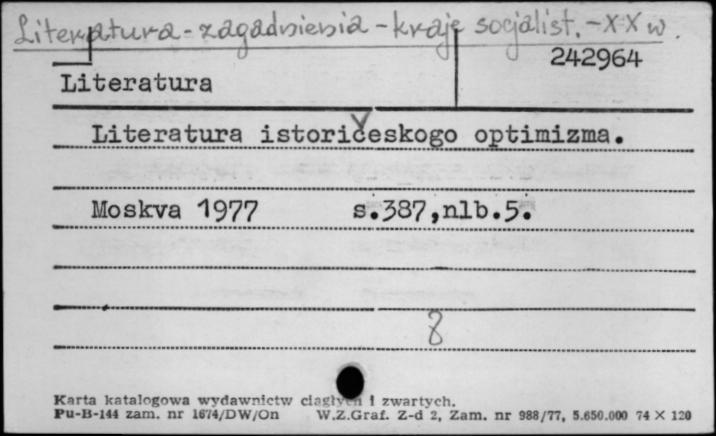 Literatura - zagadnienia - kraje socjalist. - XX w.
242964
Literatura
Literatura istoričeskogo optimizma.
Moskva 1977 s.387,nlb.5.
8
Karta katalogowa wydawnictw ciągłych i zwartych.
Pu-B-144 zam. nr 1674/DW/On W.Z.Graf. Z-d 2, Zam. nr 988/77, 5.650.000 74 X 120